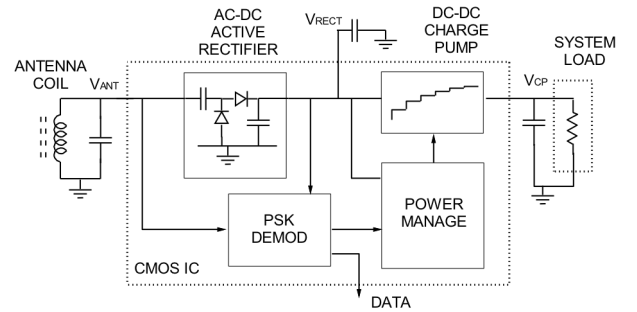 AC-DC
ACTIVE
RECTIFIER
VRECT
DC-DC
CHARGE
PUMP
SYSTEM
LOAD
ANTENNA
COIL
VANT
VCP
PSK
DEMOD
POWER
MANAGE
CMOS IC
DATA